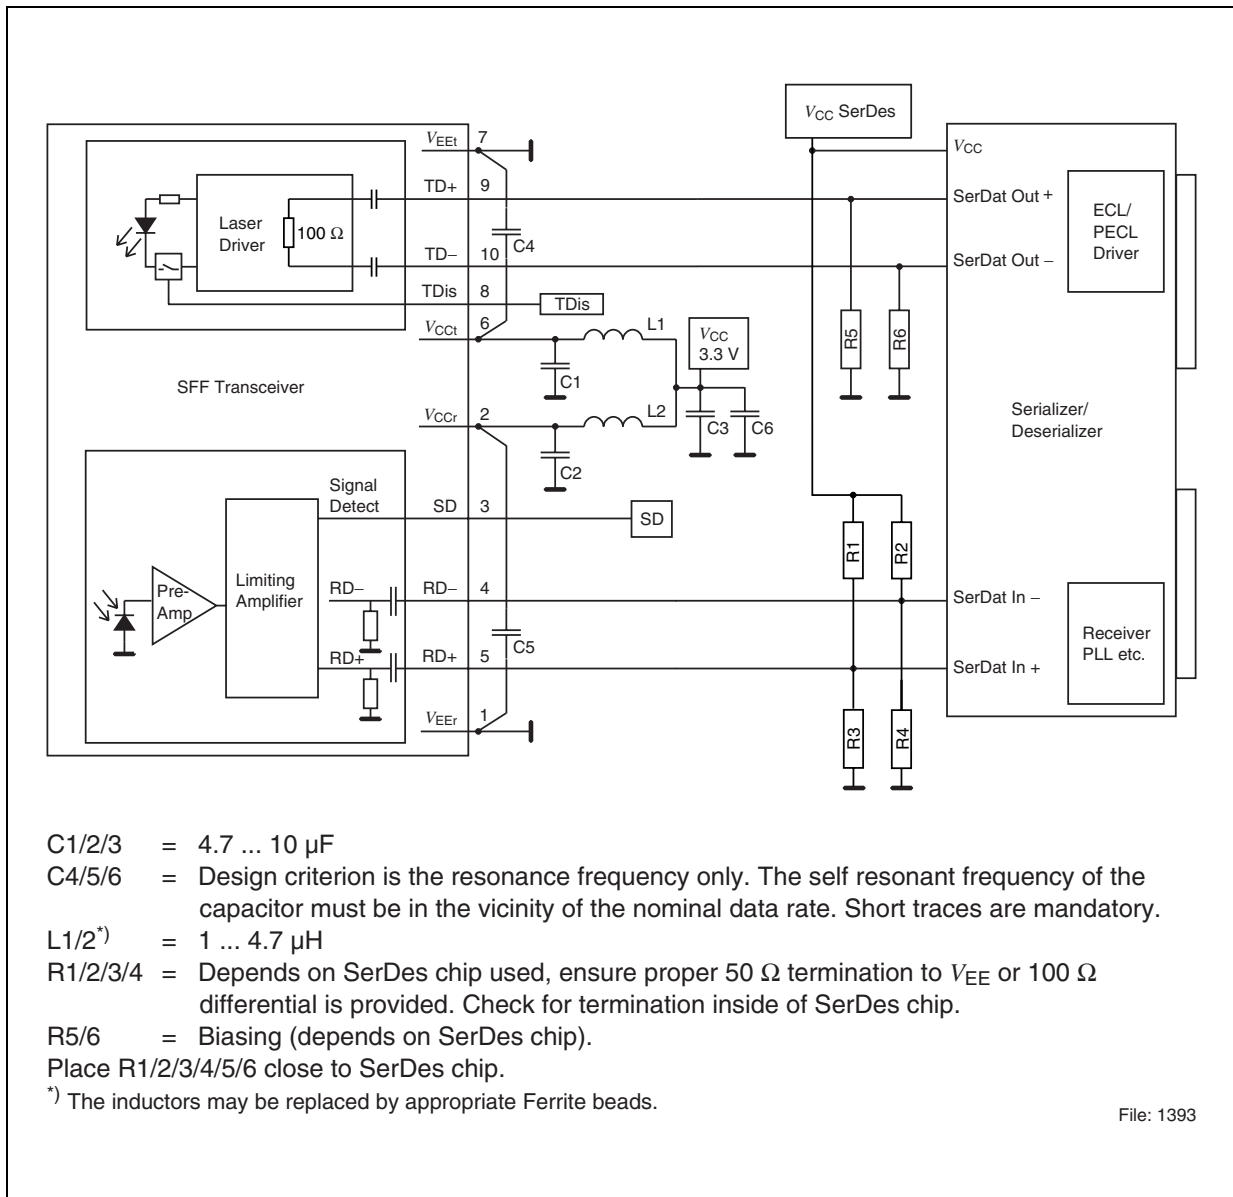 V_CC SerDes
V_EEt 7
V_CC
TD+ 9
SerDat Out +
ECL/
PECL
Driver
Laser
Driver
100 Ω
C4
TD− 10
SerDat Out −
TDis 8
TDis
V_CCt 6
L1
V_CC
3.3 V
R5
R6
C1
SFF Transceiver
V_CCr 2
L2
C3
C6
Serializer/
Deserializer
C2
Signal
Detect
SD 3
SD
R1
R2
Pre-
Amp
Limiting
Amplifier
RD−
RD− 4
SerDat In −
Receiver
PLL etc.
C5
RD+
RD+ 5
SerDat In +
V_EEr 1
R3
R4
C1/2/3 = 4.7 ... 10 µF
C4/5/6 = Design criterion is the resonance frequency only. The self resonant frequency of the
capacitor must be in the vicinity of the nominal data rate. Short traces are mandatory.
L1/2*) = 1 ... 4.7 µH
R1/2/3/4 = Depends on SerDes chip used, ensure proper 50 Ω termination to V_EE or 100 Ω
differential is provided. Check for termination inside of SerDes chip.
R5/6 = Biasing (depends on SerDes chip).
Place R1/2/3/4/5/6 close to SerDes chip.
*) The inductors may be replaced by appropriate Ferrite beads.
File: 1393